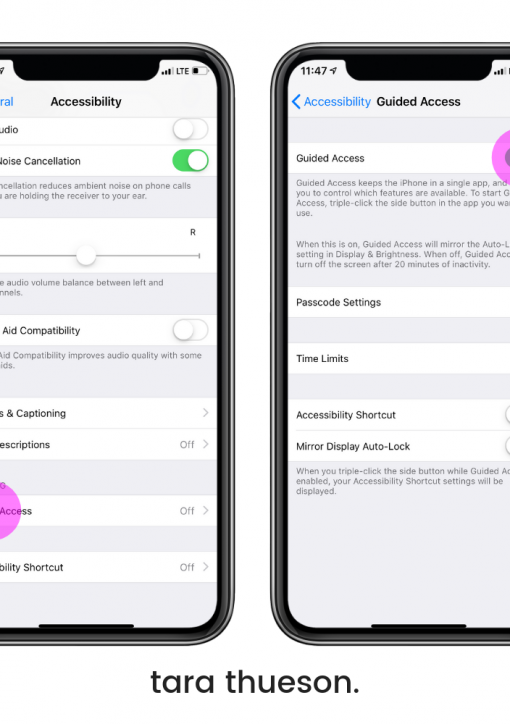 LTE
ral
Accessibility
udio
Noise Cancellation
ncellation reduces ambient noise on phone calls
u are holding the receiver to your ear.
R
e audio volume balance between left and
nnels.
Aid Compatibility
Aid Compatibility improves audio quality with some
ids.
s & Captioning
escriptions Off
G
Access Off
bility Shortcut Off
11:47
Accessibility Guided Access
Guided Access
Guided Access keeps the iPhone in a single app, and
you to control which features are available. To start G
Access, triple-click the side button in the app you wa
use.
When this is on, Guided Access will mirror the Auto-L
setting in Display & Brightness. When off, Guided Acc
turn off the screen after 20 minutes of inactivity.
Passcode Settings
Time Limits
Accessibility Shortcut
Mirror Display Auto-Lock
When you triple-click the side button while Guided Ac
enabled, your Accessibility Shortcut settings will be
displayed.
tara thueson.